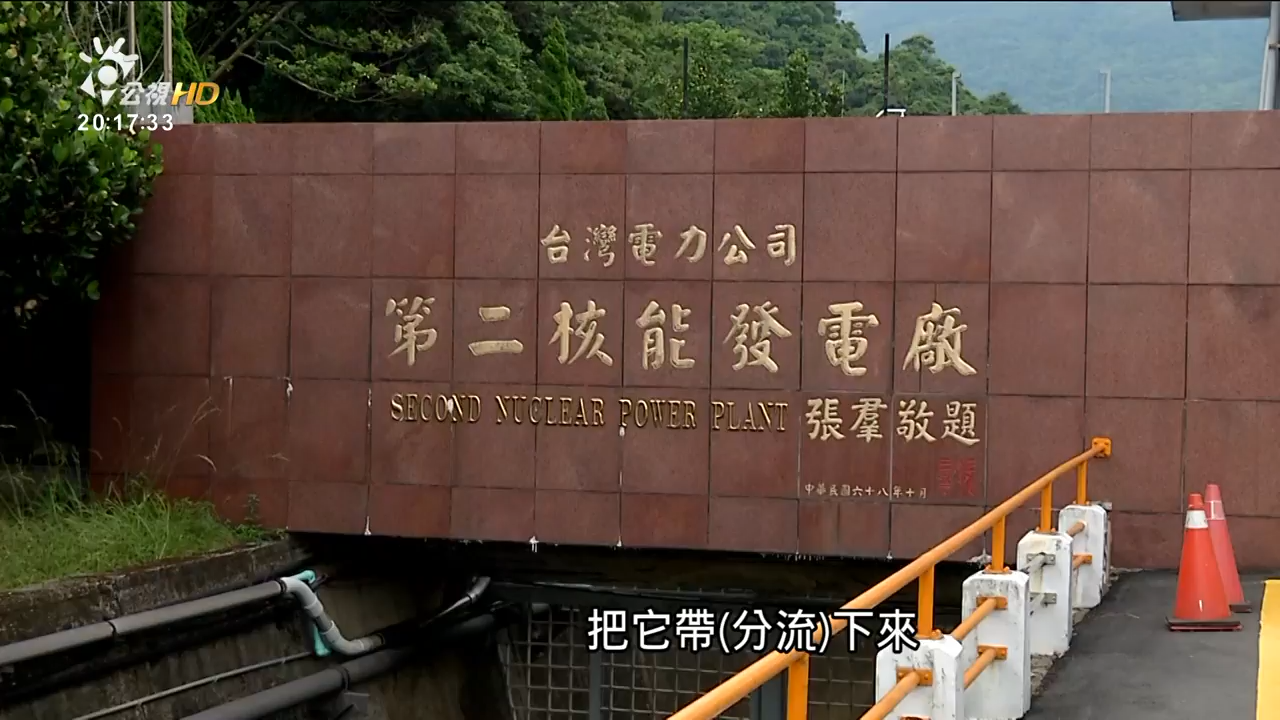 公視HD
20:17:33
台灣電力公司
第二核能發電廠
SECOND NUCLEAR POWER PLANT 張羣敬題
中華民國六十八年十月
把它帶(分流)下來